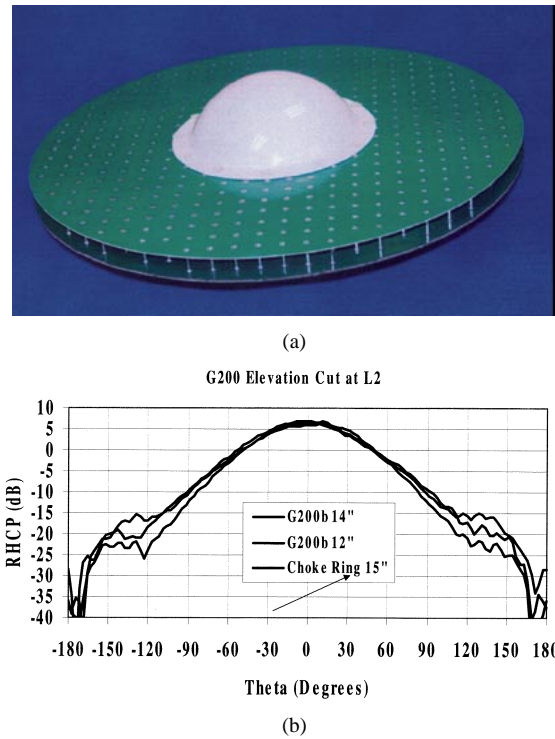 (a)
G200 Elevation Cut at L2
RHCP (dB)
10
5
0
-5
-10
-15
-20
-25
-30
-35
-40
G200b 14"
G200b 12"
Choke Ring 15"
-180 -150 -120 -90 -60 -30 0 30 60 90 120 150 180
Theta (Degrees)
(b)